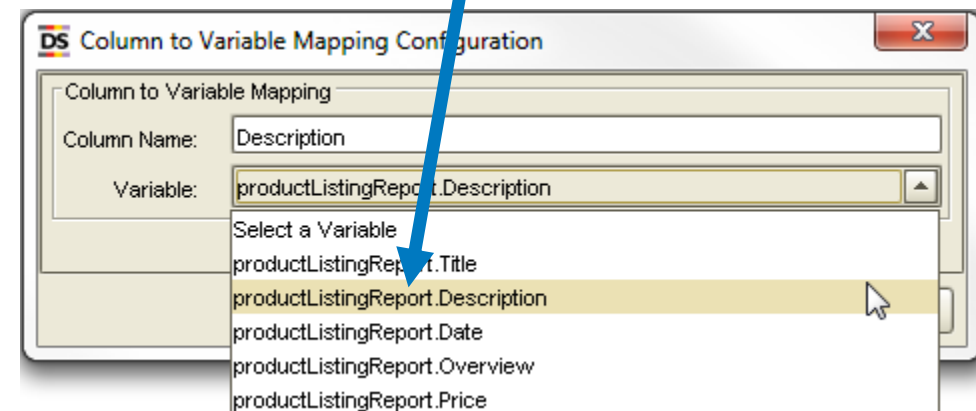 DS Column to Variable Mapping Configuration
Column to Variable Mapping
Column Name: Description
Variable: productListingReport.Description
Select a Variable
productListingReport.Title
productListingReport.Description
productListingReport.Date
productListingReport.Overview
productListingReport.Price